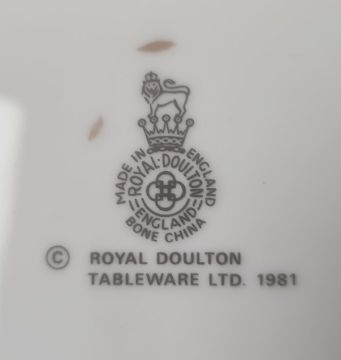 MADE IN ENGLAND
ROYAL·DOULTON
ENGLAND
BONE CHINA
© ROYAL DOULTON
TABLEWARE LTD. 1981